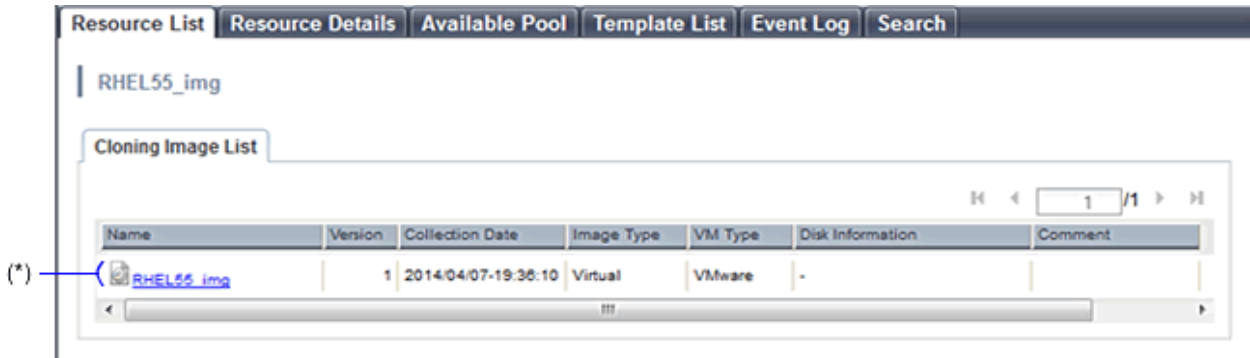 Resource List Resource Details Available Pool Template List Event Log Search
RHEL55_img
Cloning Image List
1 /1
Name Version Collection Date Image Type VM Type Disk Information Comment
(*) RHEL55_img 1 2014/04/07-19:36:10 Virtual VMware -